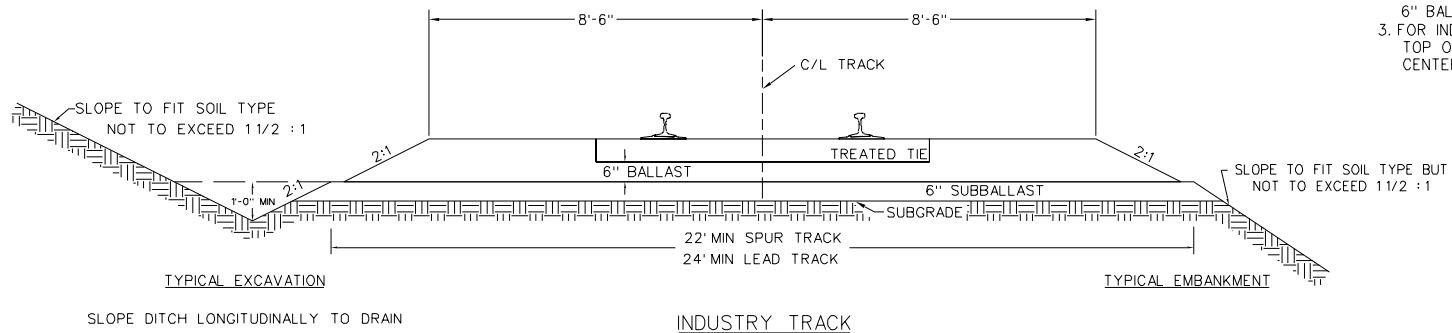 8'-6"
8'-6"
6" BAL
3. FOR IND
TOP O
CENTE
C/L TRACK
SLOPE TO FIT SOIL TYPE
NOT TO EXCEED 1 1/2 : 1
2:1
2:1
TREATED TIE
6" BALLAST
2:1
SLOPE TO FIT SOIL TYPE BUT
NOT TO EXCEED 1 1/2 : 1
1'-0" MIN
6" SUBBALLAST
SUBGRADE
22' MIN SPUR TRACK
24' MIN LEAD TRACK
TYPICAL EXCAVATION
TYPICAL EMBANKMENT
SLOPE DITCH LONGITUDINALLY TO DRAIN
INDUSTRY TRACK